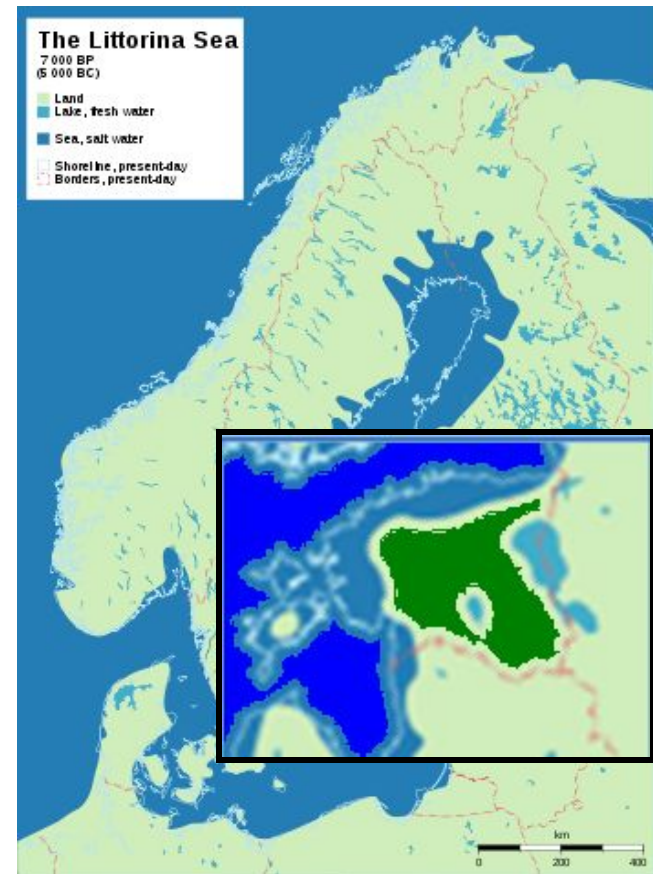 The Littorina Sea
7 000 BP
(5 000 BC)
Land
Lake, fresh water
Sea, salt water
Shoreline, present-day
Borders, present-day
km
0 200 400